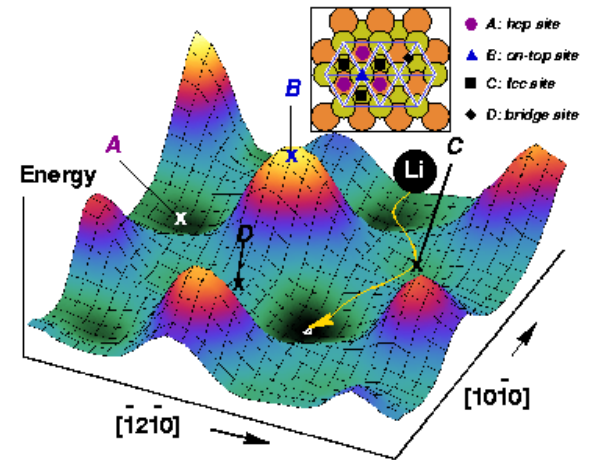 A: hcp site
B: on-top site
C: fcc site
D: bridge site
B
A
C
Li
Energy
D
[1̄21̄0]
[101̄0]